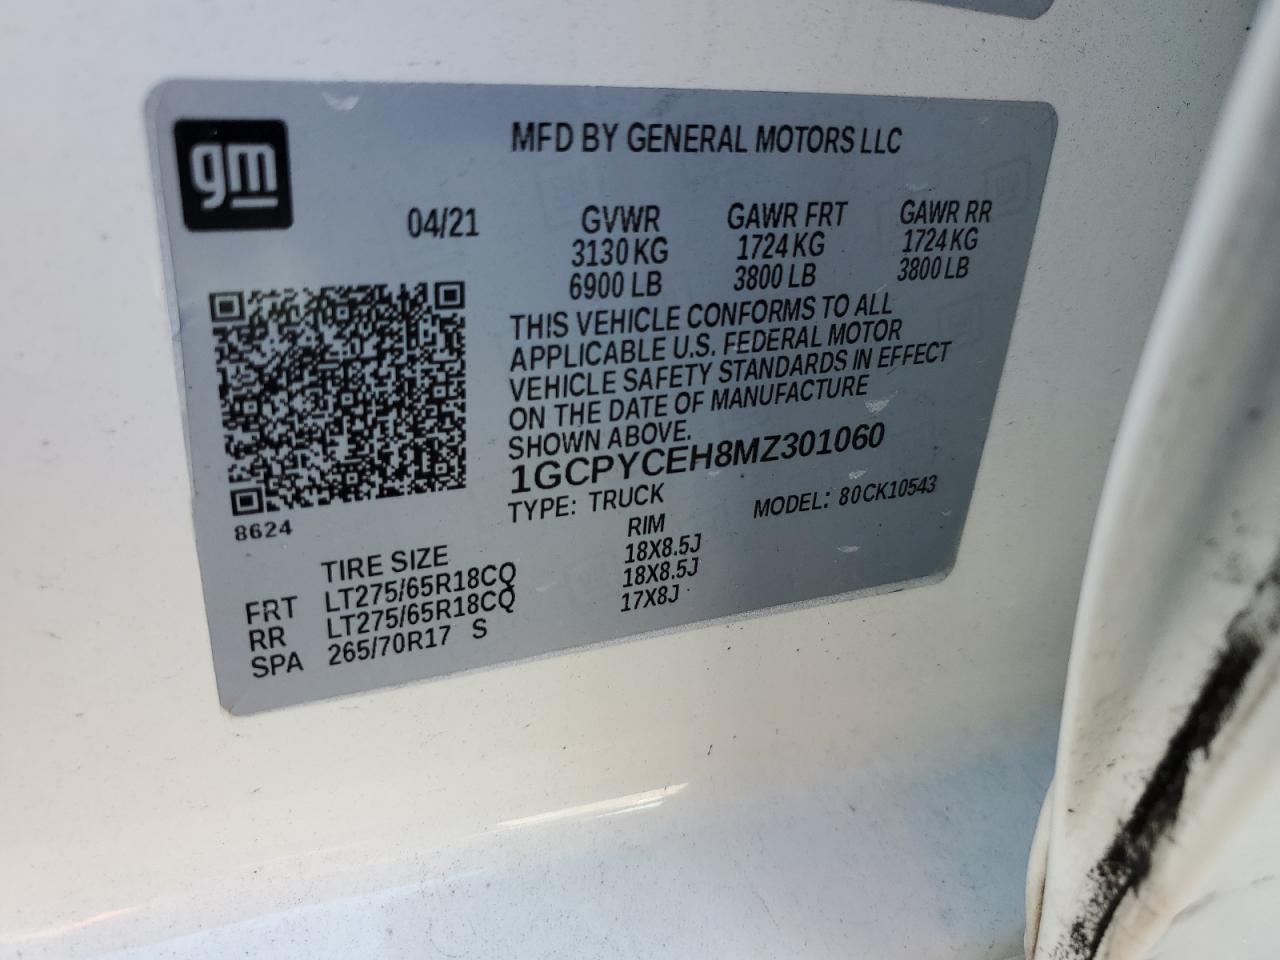 gm
MFD BY GENERAL MOTORS LLC
04/21 GVWR GAWR FRT GAWR RR
3130 KG 1724 KG 1724 KG
6900 LB 3800 LB 3800 LB
THIS VEHICLE CONFORMS TO ALL
APPLICABLE U.S. FEDERAL MOTOR
VEHICLE SAFETY STANDARDS IN EFFECT
ON THE DATE OF MANUFACTURE
SHOWN ABOVE.
1GCPYCEH8MZ301060
TYPE: TRUCK MODEL: 80CK10543
8624
TIRE SIZE RIM
FRT LT275/65R18CQ 18X8.5J
RR LT275/65R18CQ 18X8.5J
SPA 265/70R17 S 17X8J